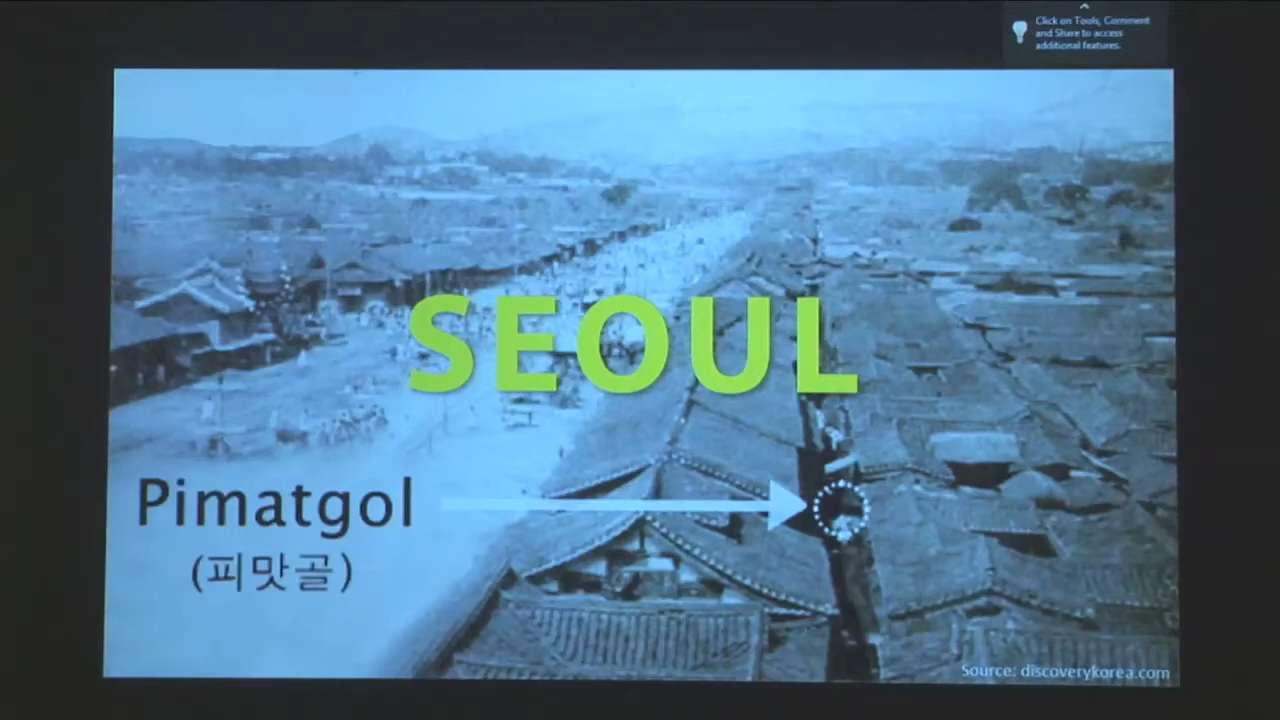 Click on Tools, Comment
and Share to access
additional features.
SEOUL
Pimatgol
(피맛골)
Source: discoverykorea.com